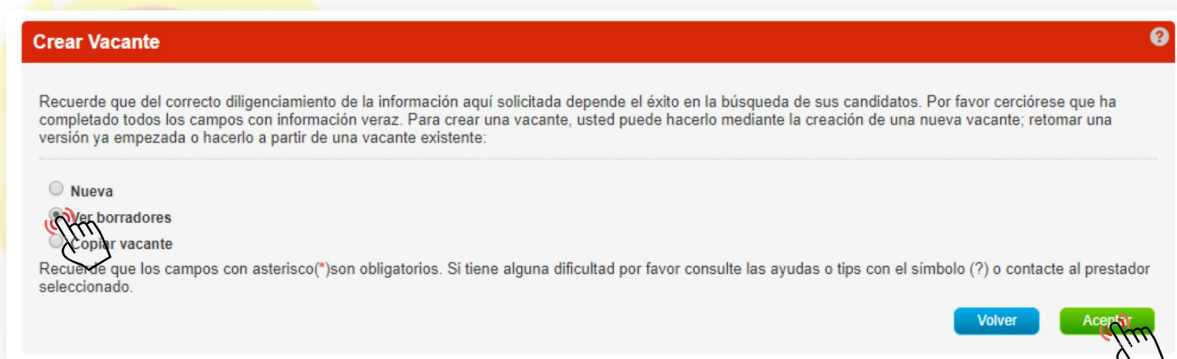 Crear Vacante
?
Recuerde que del correcto diligenciamiento de la información aquí solicitada depende el éxito en la búsqueda de sus candidatos. Por favor cerciórese que ha
completado todos los campos con información veraz. Para crear una vacante, usted puede hacerlo mediante la creación de una nueva vacante; retomar una
versión ya empezada o hacerlo a partir de una vacante existente:
Nueva
Ver borradores
Copiar vacante
Recuerde que los campos con asterisco(*)son obligatorios. Si tiene alguna dificultad por favor consulte las ayudas o tips con el símbolo (?) o contacte al prestador
seleccionado.
Volver
Aceptar